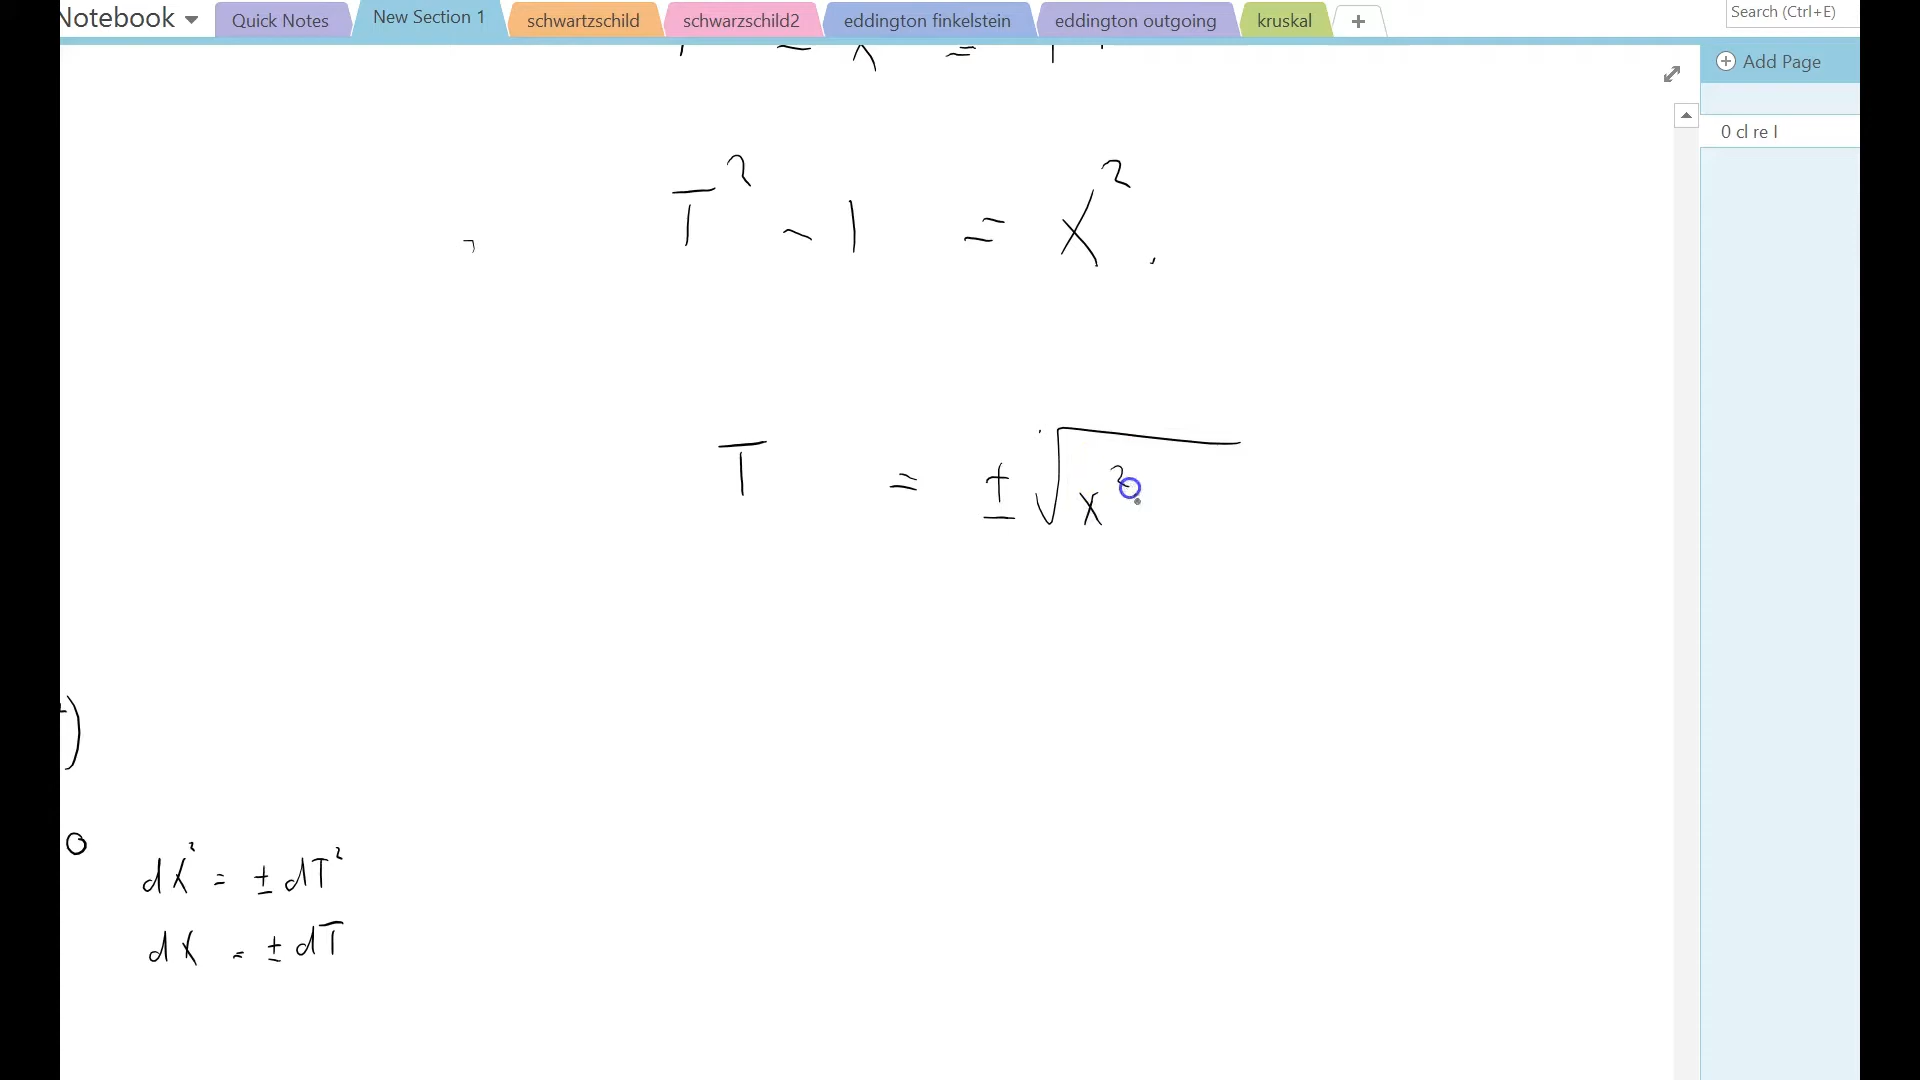 Notebook Quick Notes New Section 1 schwartzschild schwarzschild2 eddington finkelstein eddington outgoing kruskal + Search (Ctrl+E)
Add Page
0 cl re l
T² - 1 = X².
T = ± √x²
)
0
dX² = ± dT²
dX = ± dT